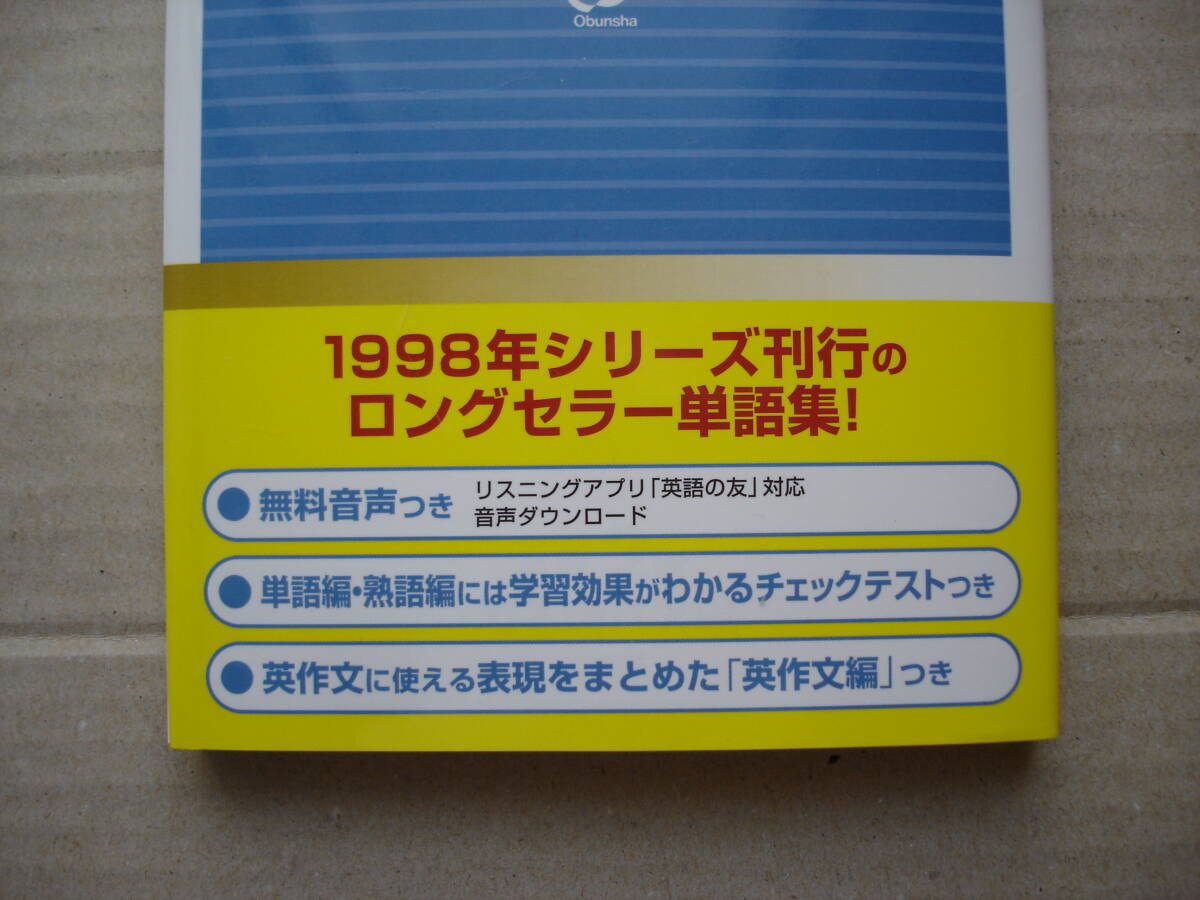 Obunsha
1998年シリーズ刊行の
ロングセラー単語集!
●無料音声つき
リスニングアプリ「英語の友」対応
音声ダウンロード
●単語編・熟語編には学習効果がわかるチェックテストつき
●英作文に使える表現をまとめた「英作文編」つき